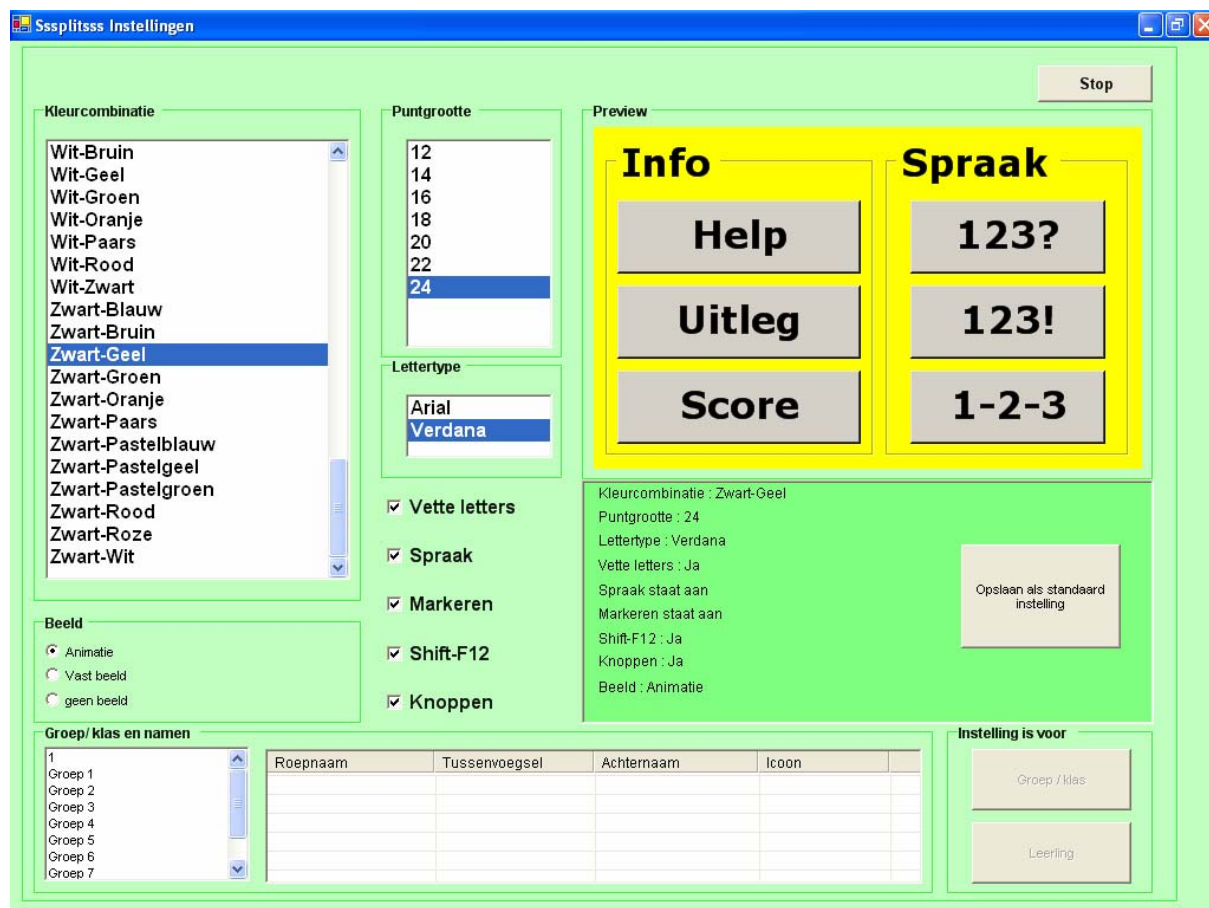 Sssplitsss Instellingen
Stop
Kleurcombinatie
Wit-Bruin
Wit-Geel
Wit-Groen
Wit-Oranje
Wit-Paars
Wit-Rood
Wit-Zwart
Zwart-Blauw
Zwart-Bruin
Zwart-Geel
Zwart-Groen
Zwart-Oranje
Zwart-Paars
Zwart-Pastelblauw
Zwart-Pastelgeel
Zwart-Pastelgroen
Zwart-Rood
Zwart-Roze
Zwart-Wit
Puntgrootte
12
14
16
18
20
22
24
Lettertype
Arial
Verdana
Vette letters
Spraak
Markeren
Shift-F12
Knoppen
Preview
Info
Help
Uitleg
Score
Spraak
123?
123!
1-2-3
Kleurcombinatie : Zwart-Geel
Puntgrootte : 24
Lettertype : Verdana
Vette letters : Ja
Spraak staat aan
Markeren staat aan
Shift-F12 : Ja
Knoppen : Ja
Beeld : Animatie
Opslaan als standaard
instelling
Beeld
Animatie
Vast beeld
geen beeld
Groep/ klas en namen
1
Groep 1
Groep 2
Groep 3
Groep 4
Groep 5
Groep 6
Groep 7
Roepnaam Tussenvoegsel Achternaam Icoon
Instelling is voor
Groep / klas
Leerling